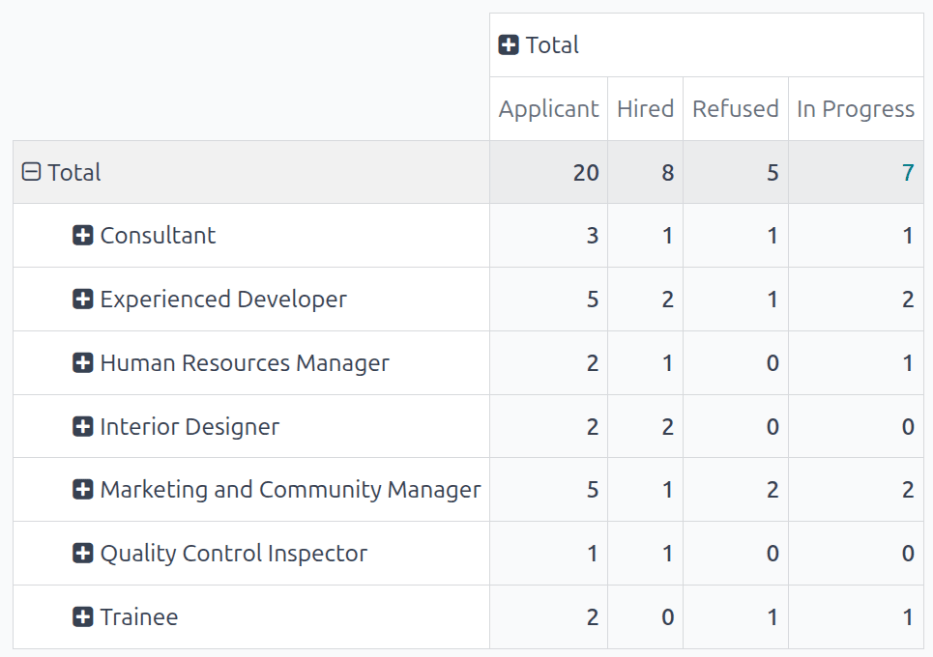 Total
Applicant Hired Refused In Progress
Total 20 8 5 7
Consultant 3 1 1 1
Experienced Developer 5 2 1 2
Human Resources Manager 2 1 0 1
Interior Designer 2 2 0 0
Marketing and Community Manager 5 1 2 2
Quality Control Inspector 1 1 0 0
Trainee 2 0 1 1